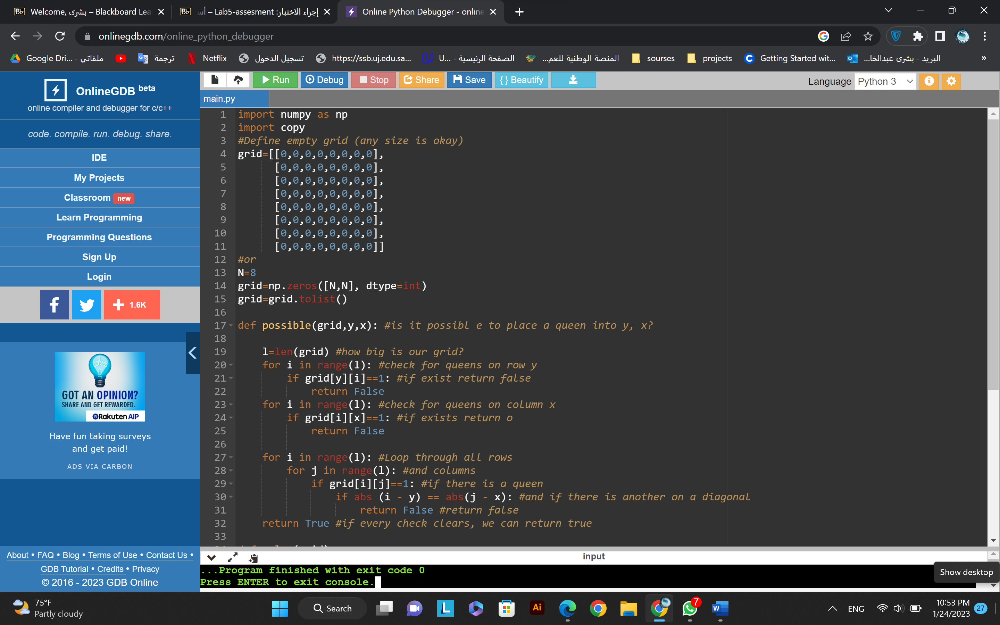 Welcome, بشرى – Blackboard Lea
إجراء الاختبار: Lab5-assesment – أس
Online Python Debugger - online
onlinegdb.com/online_python_debugger
Google Dri... - ملفاتي
ترجمة
Netflix
تسجيل الدخول
https://ssb.uj.edu.sa...
الصفحة الرئيسية - U...
المنصة الوطنية للعم...
sourses
projects
Getting Started wit...
البريد - بشرى عبدالخا...
»
OnlineGDB beta
online compiler and debugger for c/c++
code. compile. run. debug. share.
IDE
My Projects
Classroom new
Learn Programming
Programming Questions
Sign Up
Login
f
+ 1.6K
idea
GOT AN OPINION?
SHARE AND GET REWARDED.
Rakuten AIP
Have fun taking surveys
and get paid!
ADS VIA CARBON
About • FAQ • Blog • Terms of Use • Contact Us •
GDB Tutorial • Credits • Privacy
© 2016 - 2023 GDB Online
Run Debug Stop Share Save { } Beautify
Language Python 3
main.py
1 import numpy as np
2 import copy
3 #Define empty grid (any size is okay)
4 grid=[[0,0,0,0,0,0,0,0],
5 [0,0,0,0,0,0,0,0],
6 [0,0,0,0,0,0,0,0],
7 [0,0,0,0,0,0,0,0],
8 [0,0,0,0,0,0,0,0],
9 [0,0,0,0,0,0,0,0],
10 [0,0,0,0,0,0,0,0],
11 [0,0,0,0,0,0,0,0]]
12 #or
13 N=8
14 grid=np.zeros([N,N], dtype=int)
15 grid=grid.tolist()
16
17 def possible(grid,y,x): #is it possibl e to place a queen into y, x?
18
19 l=len(grid) #how big is our grid?
20 for i in range(l): #check for queens on row y
21 if grid[y][i]==1: #if exist return false
22 return False
23 for i in range(l): #check for queens on column x
24 if grid[i][x]==1: #if exists return o
25 return False
26
27 for i in range(l): #Loop through all rows
28 for j in range(l): #and columns
29 if grid[i][j]==1: #if there is a queen
30 if abs (i - y) == abs(j - x): #and if there is another on a diagonal
31 return False #return false
32 return True #if every check clears, we can return true
33
input
...Program finished with exit code 0
Press ENTER to exit console.
Show desktop
75°F
Partly cloudy
Search
L
Ai
7
W
ENG
10:53 PM
1/24/2023
27